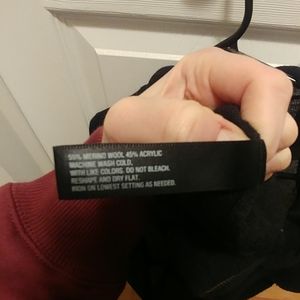 55% MERINO WOOL 45% ACRYLIC
MACHINE WASH COLD,
WITH LIKE COLORS. DO NOT BLEACH.
RESHAPE AND DRY FLAT.
IRON ON LOWEST SETTING AS NEEDED.